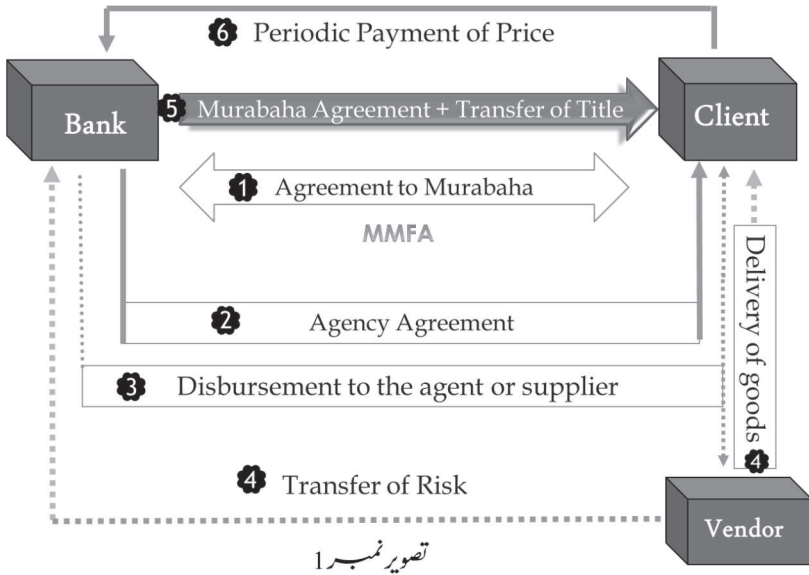 6 Periodic Payment of Price
Bank
5 Murabaha Agreement + Transfer of Title
Client
1 Agreement to Murabaha
MMFA
2 Agency Agreement
3 Disbursement to the agent or supplier
Delivery of goods 4
4 Transfer of Risk
Vendor
تصویر نمبر 1